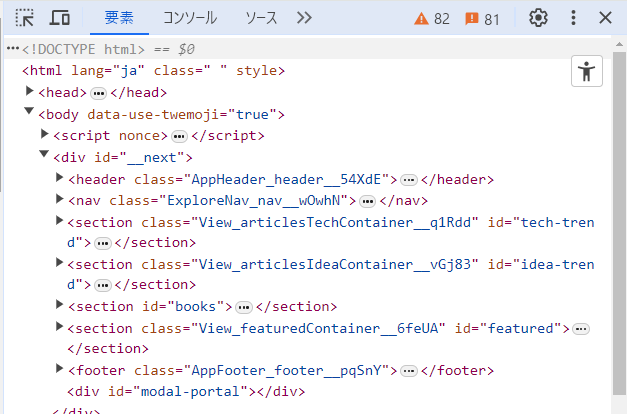 要素 コンソール ソース 82 81
<!DOCTYPE html> == $0
<html lang="ja" class=" " style>
<head> ••• </head>
<body data-use-twemoji="true">
<script nonce> ••• </script>
<div id="__next">
<header class="AppHeader_header__54XdE"> ••• </header>
<nav class="ExploreNav_nav__wOwhN"> ••• </nav>
<section class="View_articlesTechContainer__q1Rdd" id="tech-tren
d"> ••• </section>
<section class="View_articlesIdeaContainer__vGj83" id="idea-tren
d"> ••• </section>
<section id="books"> ••• </section>
<section class="View_featuredContainer__6feUA" id="featured"> •••
</section>
<footer class="AppFooter_footer__pqSnY"> ••• </footer>
<div id="modal-portal"></div>
</div>